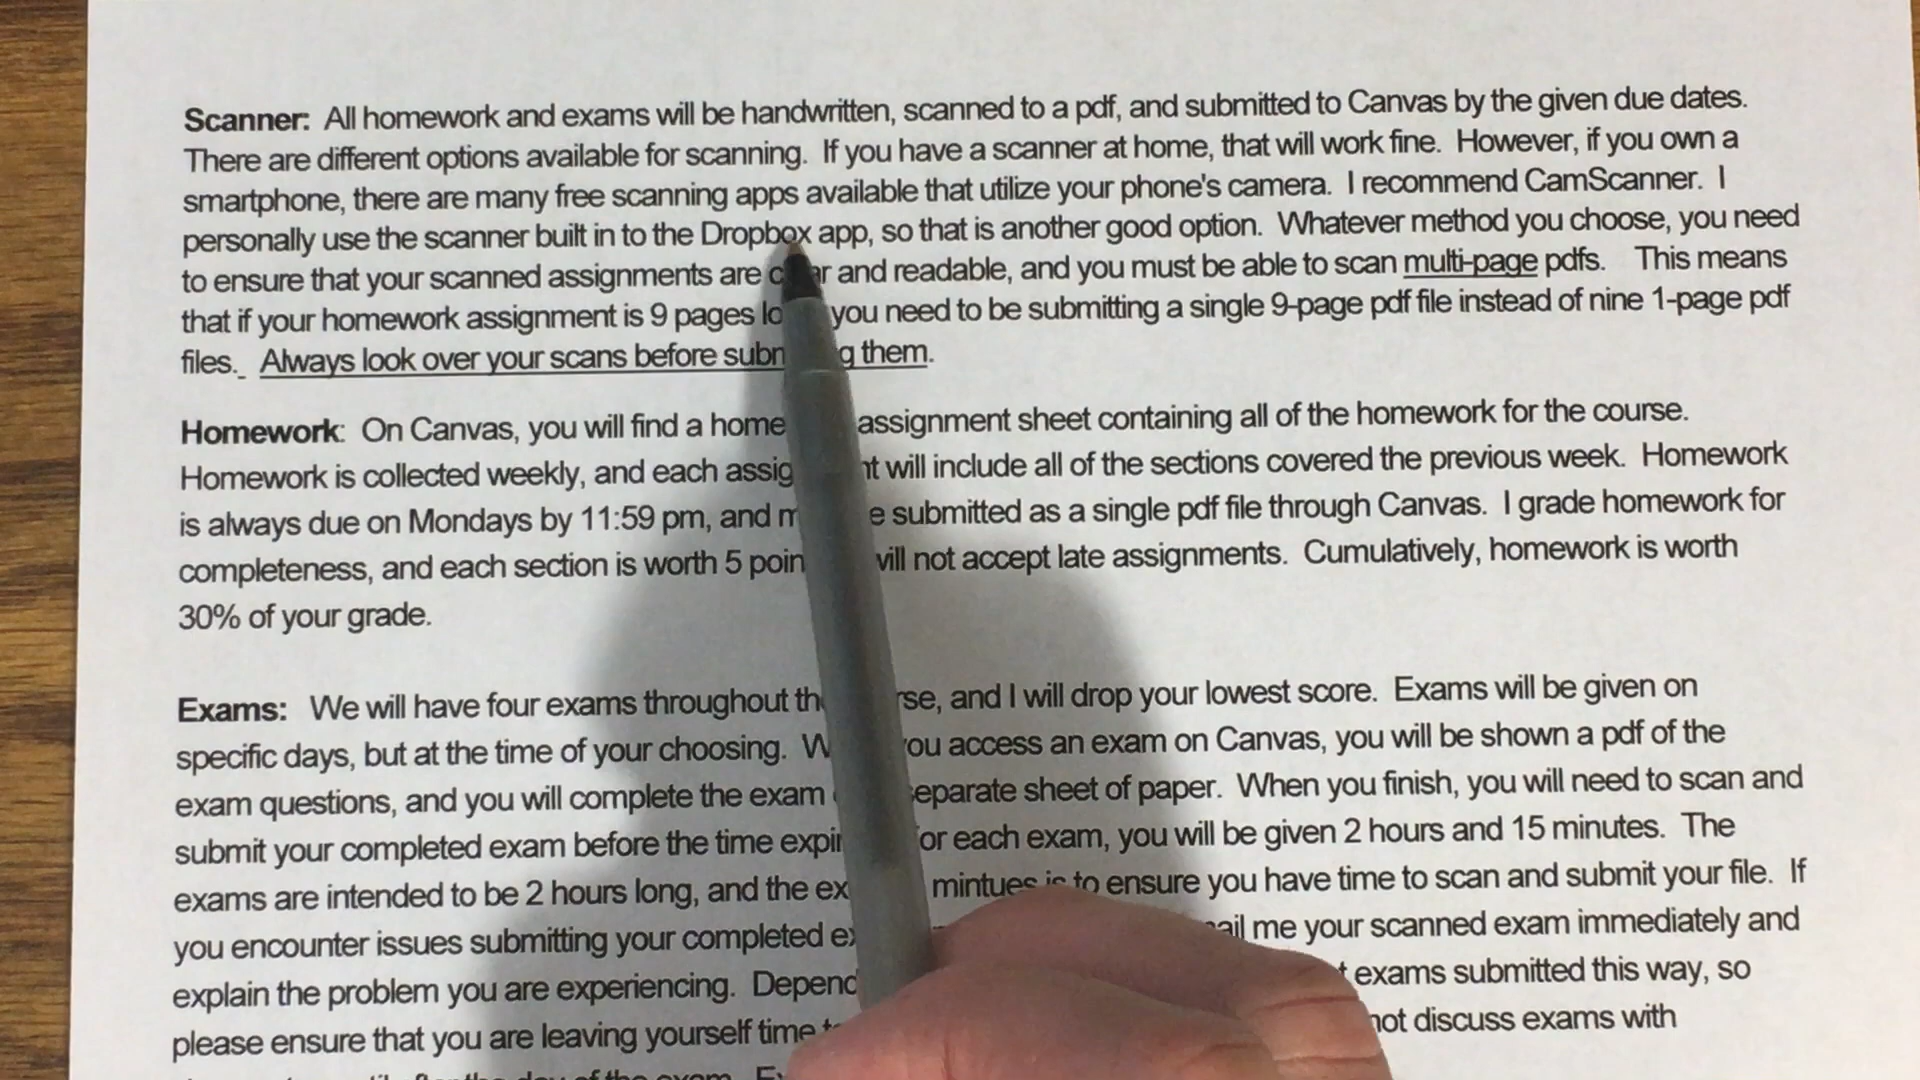 Scanner: All homework and exams will be handwritten, scanned to a pdf, and submitted to Canvas by the given due dates.
There are different options available for scanning. If you have a scanner at home, that will work fine. However, if you own a
smartphone, there are many free scanning apps available that utilize your phone's camera. I recommend CamScanner. I
personally use the scanner built in to the Dropbox app, so that is another good option. Whatever method you choose, you need
to ensure that your scanned assignments are and readable, and you must be able to scan multi-page pdfs. This means
that if your homework assignment is 9 pages you need to be submitting a single 9-page pdf file instead of nine 1-page pdf
files. Always look over your scans before them.
Homework: On Canvas, you will find a assignment sheet containing all of the homework for the course.
Homework is collected weekly, and each will include all of the sections covered the previous week. Homework
is always due on Mondays by 11:59 pm, and submitted as a single pdf file through Canvas. I grade homework for
completeness, and each section is worth 5 will not accept late assignments. Cumulatively, homework is worth
30% of your grade.
Exams: We will have four exams throughout and I will drop your lowest score. Exams will be given on
specific days, but at the time of your choosing. you access an exam on Canvas, you will be shown a pdf of the
exam questions, and you will complete the exam separate sheet of paper. When you finish, you will need to scan and
submit your completed exam before the time For each exam, you will be given 2 hours and 15 minutes. The
exams are intended to be 2 hours long, and the mintues is to ensure you have time to scan and submit your file. If
you encounter issues submitting your completed me your scanned exam immediately and
explain the problem you are experiencing. exams submitted this way, so
please ensure that you are leaving yourself time not discuss exams with